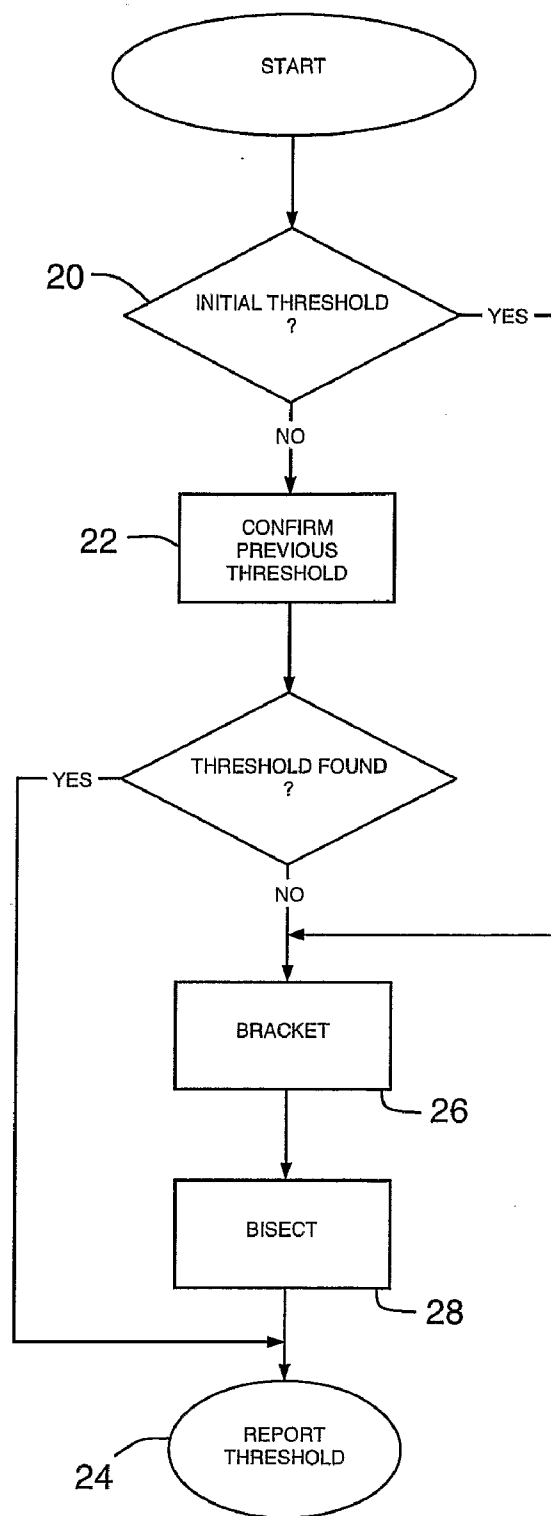 START
20
INITIAL THRESHOLD
?
YES
NO
22
CONFIRM
PREVIOUS
THRESHOLD
YES
THRESHOLD FOUND
?
NO
BRACKET
26
BISECT
28
REPORT
THRESHOLD
24